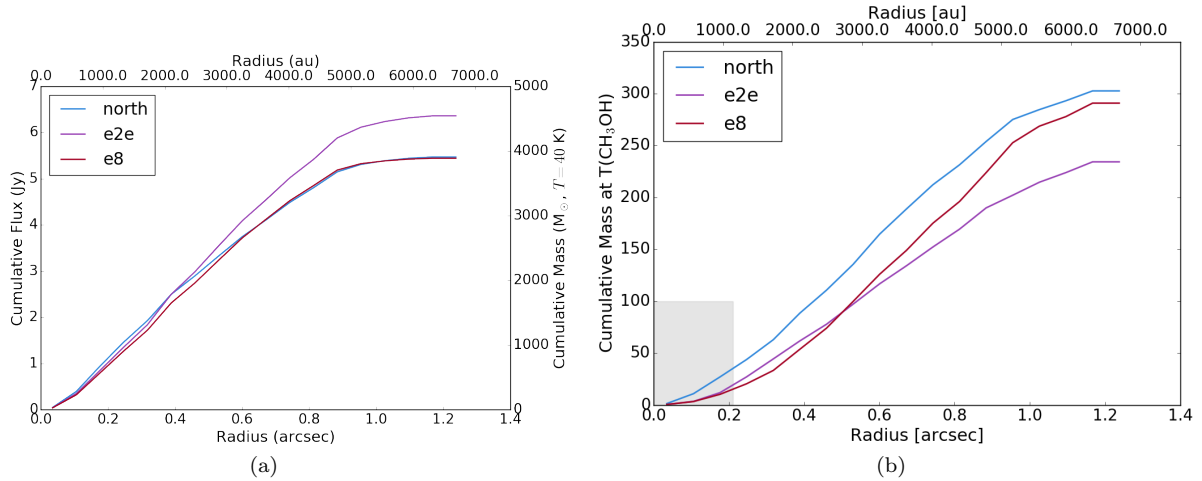 Radius (au)
0.0 1000.0 2000.0 3000.0 4000.0 5000.0 6000.0 7000.0
7
6
5
4
3
2
1
0
Cumulative Flux (Jy)
north
e2e
e8
5000
4000
3000
2000
1000
0
Cumulative Mass (M☉, T = 40 K)
0.0 0.2 0.4 0.6 0.8 1.0 1.2 1.4
Radius (arcsec)
(a)
Radius [au]
0.0 1000.0 2000.0 3000.0 4000.0 5000.0 6000.0 7000.0
350
300
250
200
150
100
50
0
Cumulative Mass at T(CH₃OH)
north
e2e
e8
0.0 0.2 0.4 0.6 0.8 1.0 1.2 1.4
Radius [arcsec]
(b)